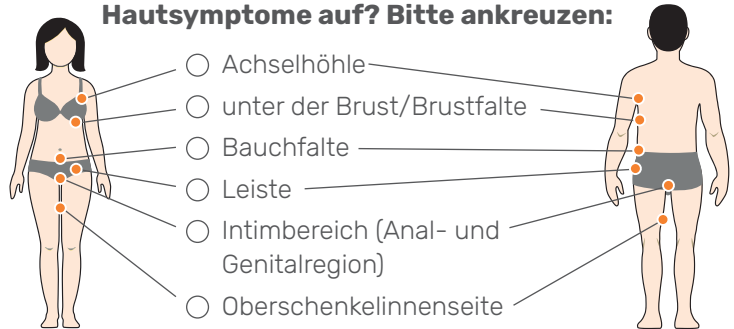 Hautsymptome auf? Bitte ankreuzen:
Achselhöhle
unter der Brust/Brustfalte
Bauchfalte
Leiste
Intimbereich (Anal- und
Genitalregion)
Oberschenkelinnenseite